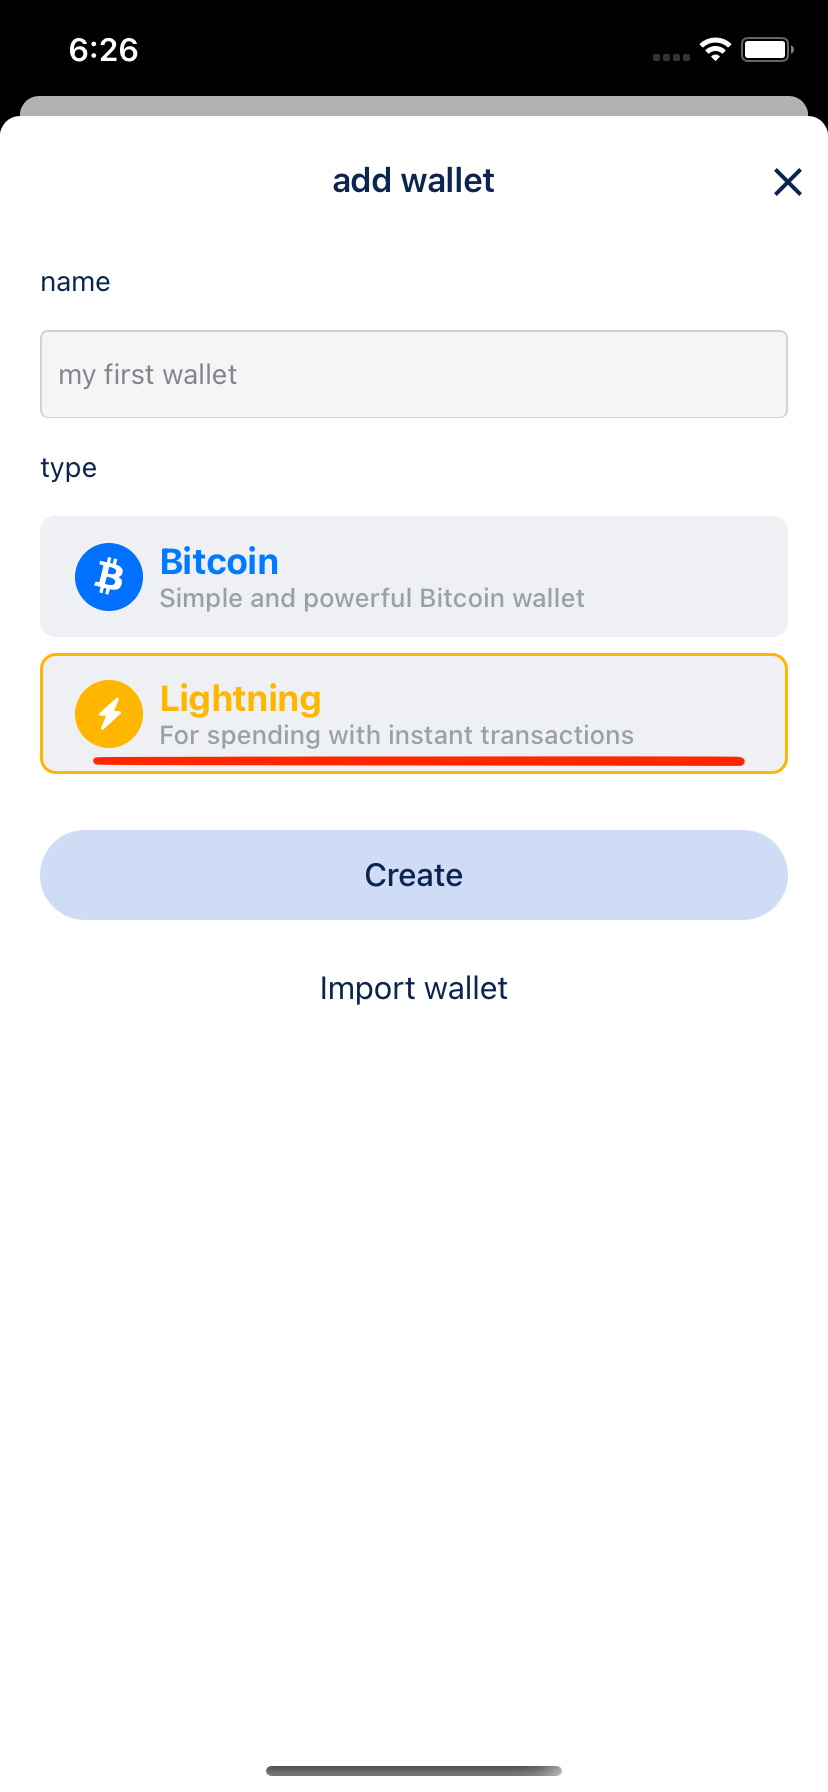 6:26
add wallet
name
my first wallet
type
Bitcoin
Simple and powerful Bitcoin wallet
Lightning
For spending with instant transactions
Create
Import wallet